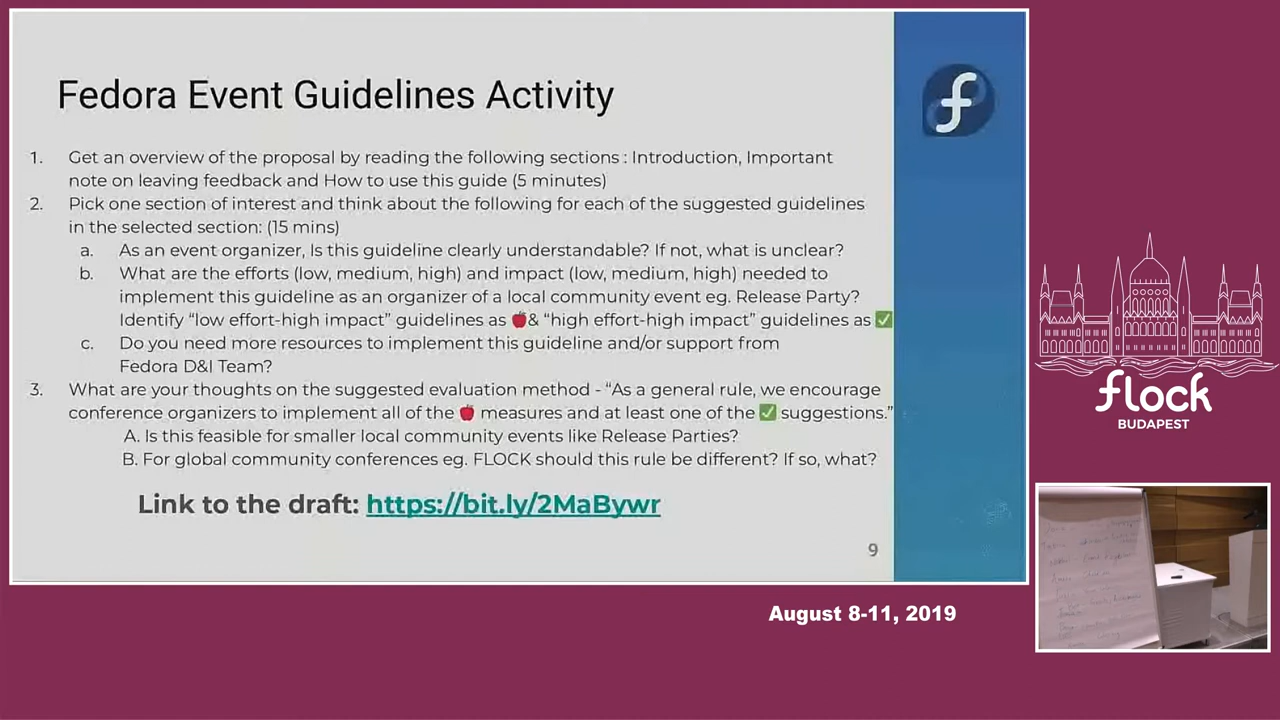 Fedora Event Guidelines Activity
1. Get an overview of the proposal by reading the following sections : Introduction, Important
note on leaving feedback and How to use this guide (5 minutes)
2. Pick one section of interest and think about the following for each of the suggested guidelines
in the selected section: (15 mins)
a. As an event organizer, Is this guideline clearly understandable? If not, what is unclear?
b. What are the efforts (low, medium, high) and impact (low, medium, high) needed to
implement this guideline as an organizer of a local community event eg. Release Party?
Identify “low effort-high impact” guidelines as 🍎& “high effort-high impact” guidelines as ✅
c. Do you need more resources to implement this guideline and/or support from
Fedora D&I Team?
3. What are your thoughts on the suggested evaluation method - “As a general rule, we encourage
conference organizers to implement all of the 🍎 measures and at least one of the ✅ suggestions.”
A. Is this feasible for smaller local community events like Release Parties?
B. For global community conferences eg. FLOCK should this rule be different? If so, what?
Link to the draft: https://bit.ly/2MaBywr
9
flock
BUDAPEST
August 8-11, 2019